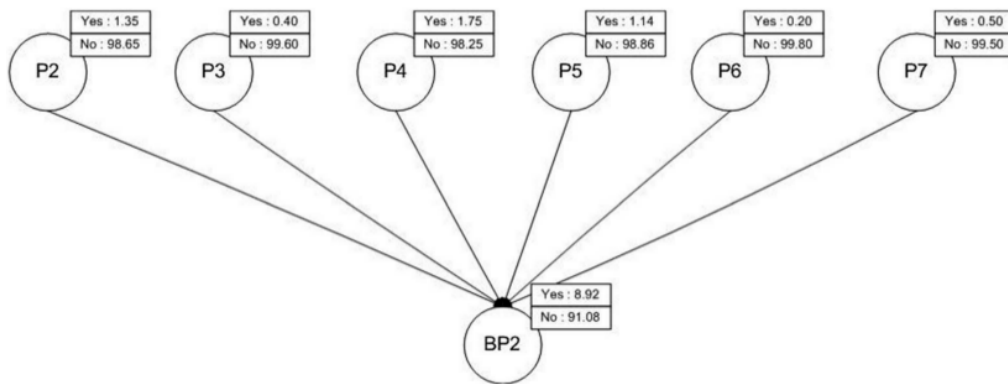 Yes : 1.35
No : 98.65
P2
Yes : 0.40
No : 99.60
P3
Yes : 1.75
No : 98.25
P4
Yes : 1.14
No : 98.86
P5
Yes : 0.20
No : 99.80
P6
Yes : 0.50
No : 99.50
P7
Yes : 8.92
No : 91.08
BP2